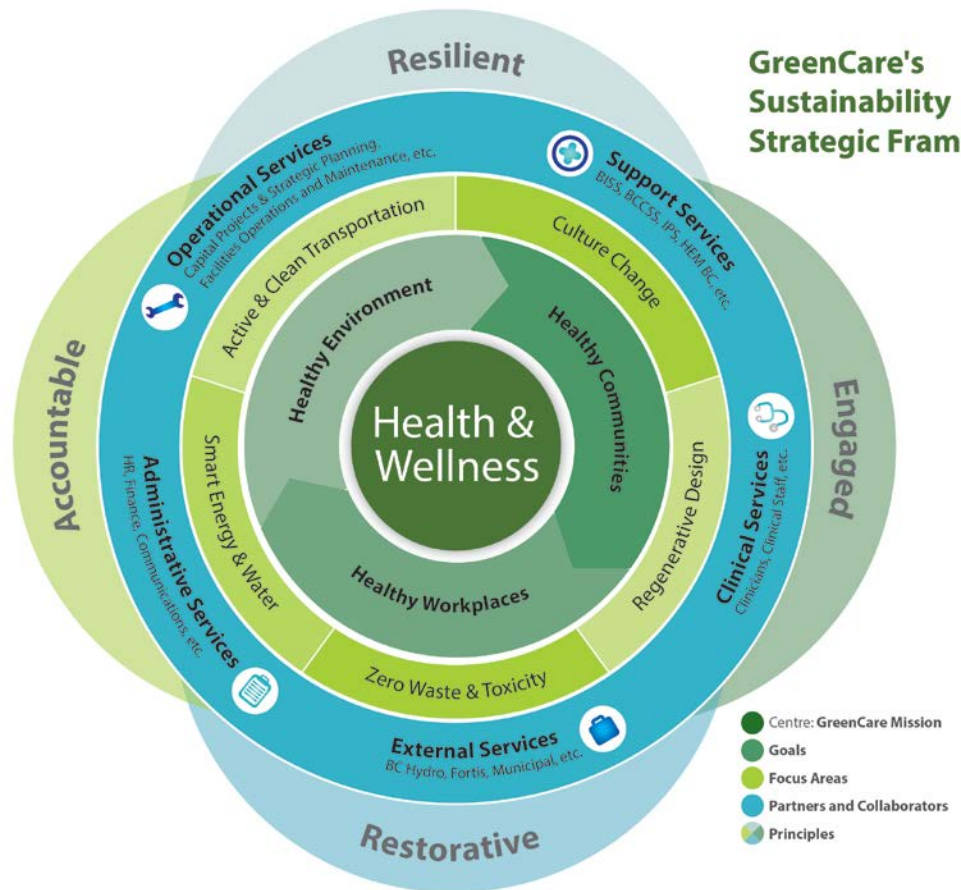 GreenCare's
Sustainability
Strategic Fram
Resilient
Engaged
Restorative
Accountable
Operational Services
Capital Projects & Strategic Planning,
Facilities Operations and Maintenance, etc.
Support Services
BISS, BCCSS, IPS, HEM BC, etc.
Clinical Services
Clinicians, Clinical Staff, etc.
External Services
BC Hydro, Fortis, Municipal, etc.
Administrative Services
HR, Finance, Communications, etc.
Active & Clean Transportation
Culture Change
Regenerative Design
Zero Waste & Toxicity
Smart Energy & Water
Healthy Environment
Healthy Communities
Healthy Workplaces
Health &
Wellness
Centre: GreenCare Mission
Goals
Focus Areas
Partners and Collaborators
Principles